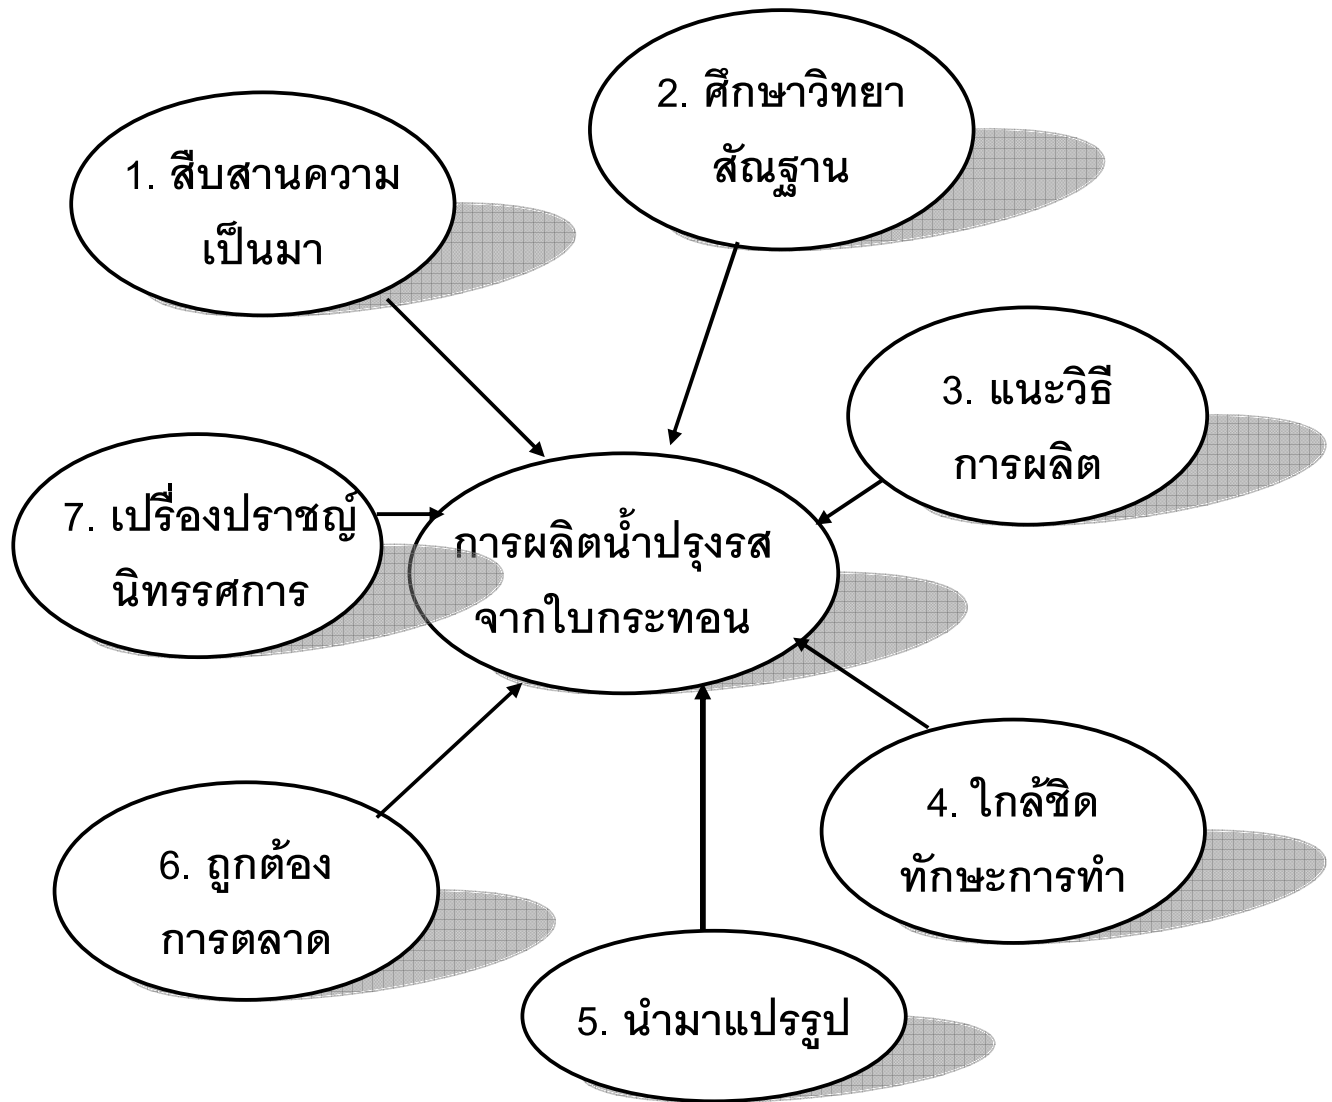 1. สืบสานความ
เป็นมา
2. ศึกษาวิทยา
สัณฐาน
3. แนะวิธี
การผลิต
4. ใกล้ชิด
ทักษะการทำ
5. นำมาแปรรูป
6. ถูกต้อง
การตลาด
7. เปรื่องปราชญ์
นิทรรศการ
การผลิตน้ำปรุงรส
จากใบกระทอน